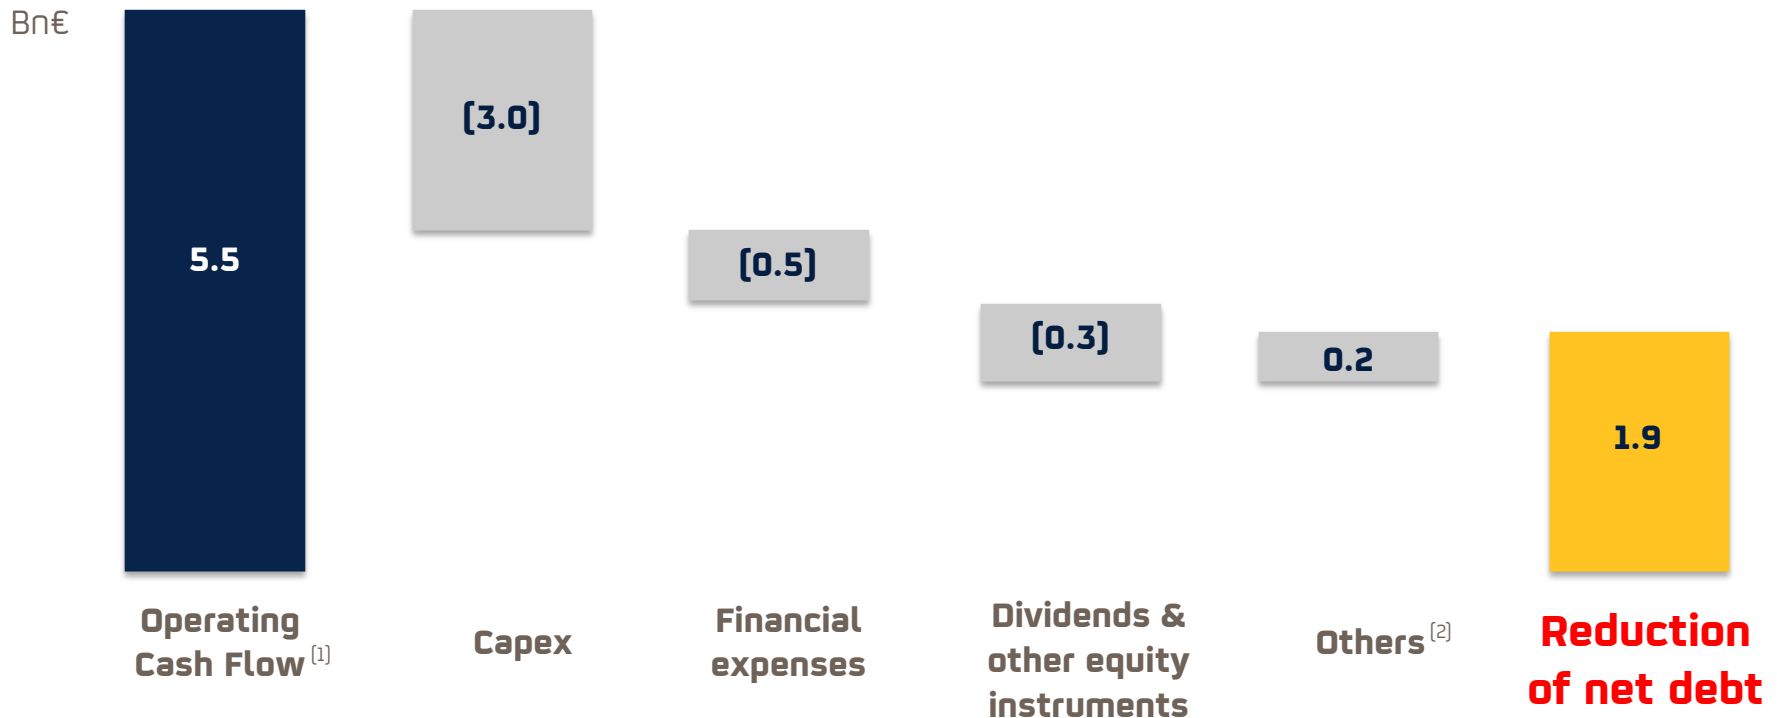 Bn€
5.5
[3.0]
[0.5]
[0.3]
0.2
1.9
Operating
Cash Flow [1]
Capex
Financial
expenses
Dividends &
other equity
instruments
Others [2]
Reduction
of net debt